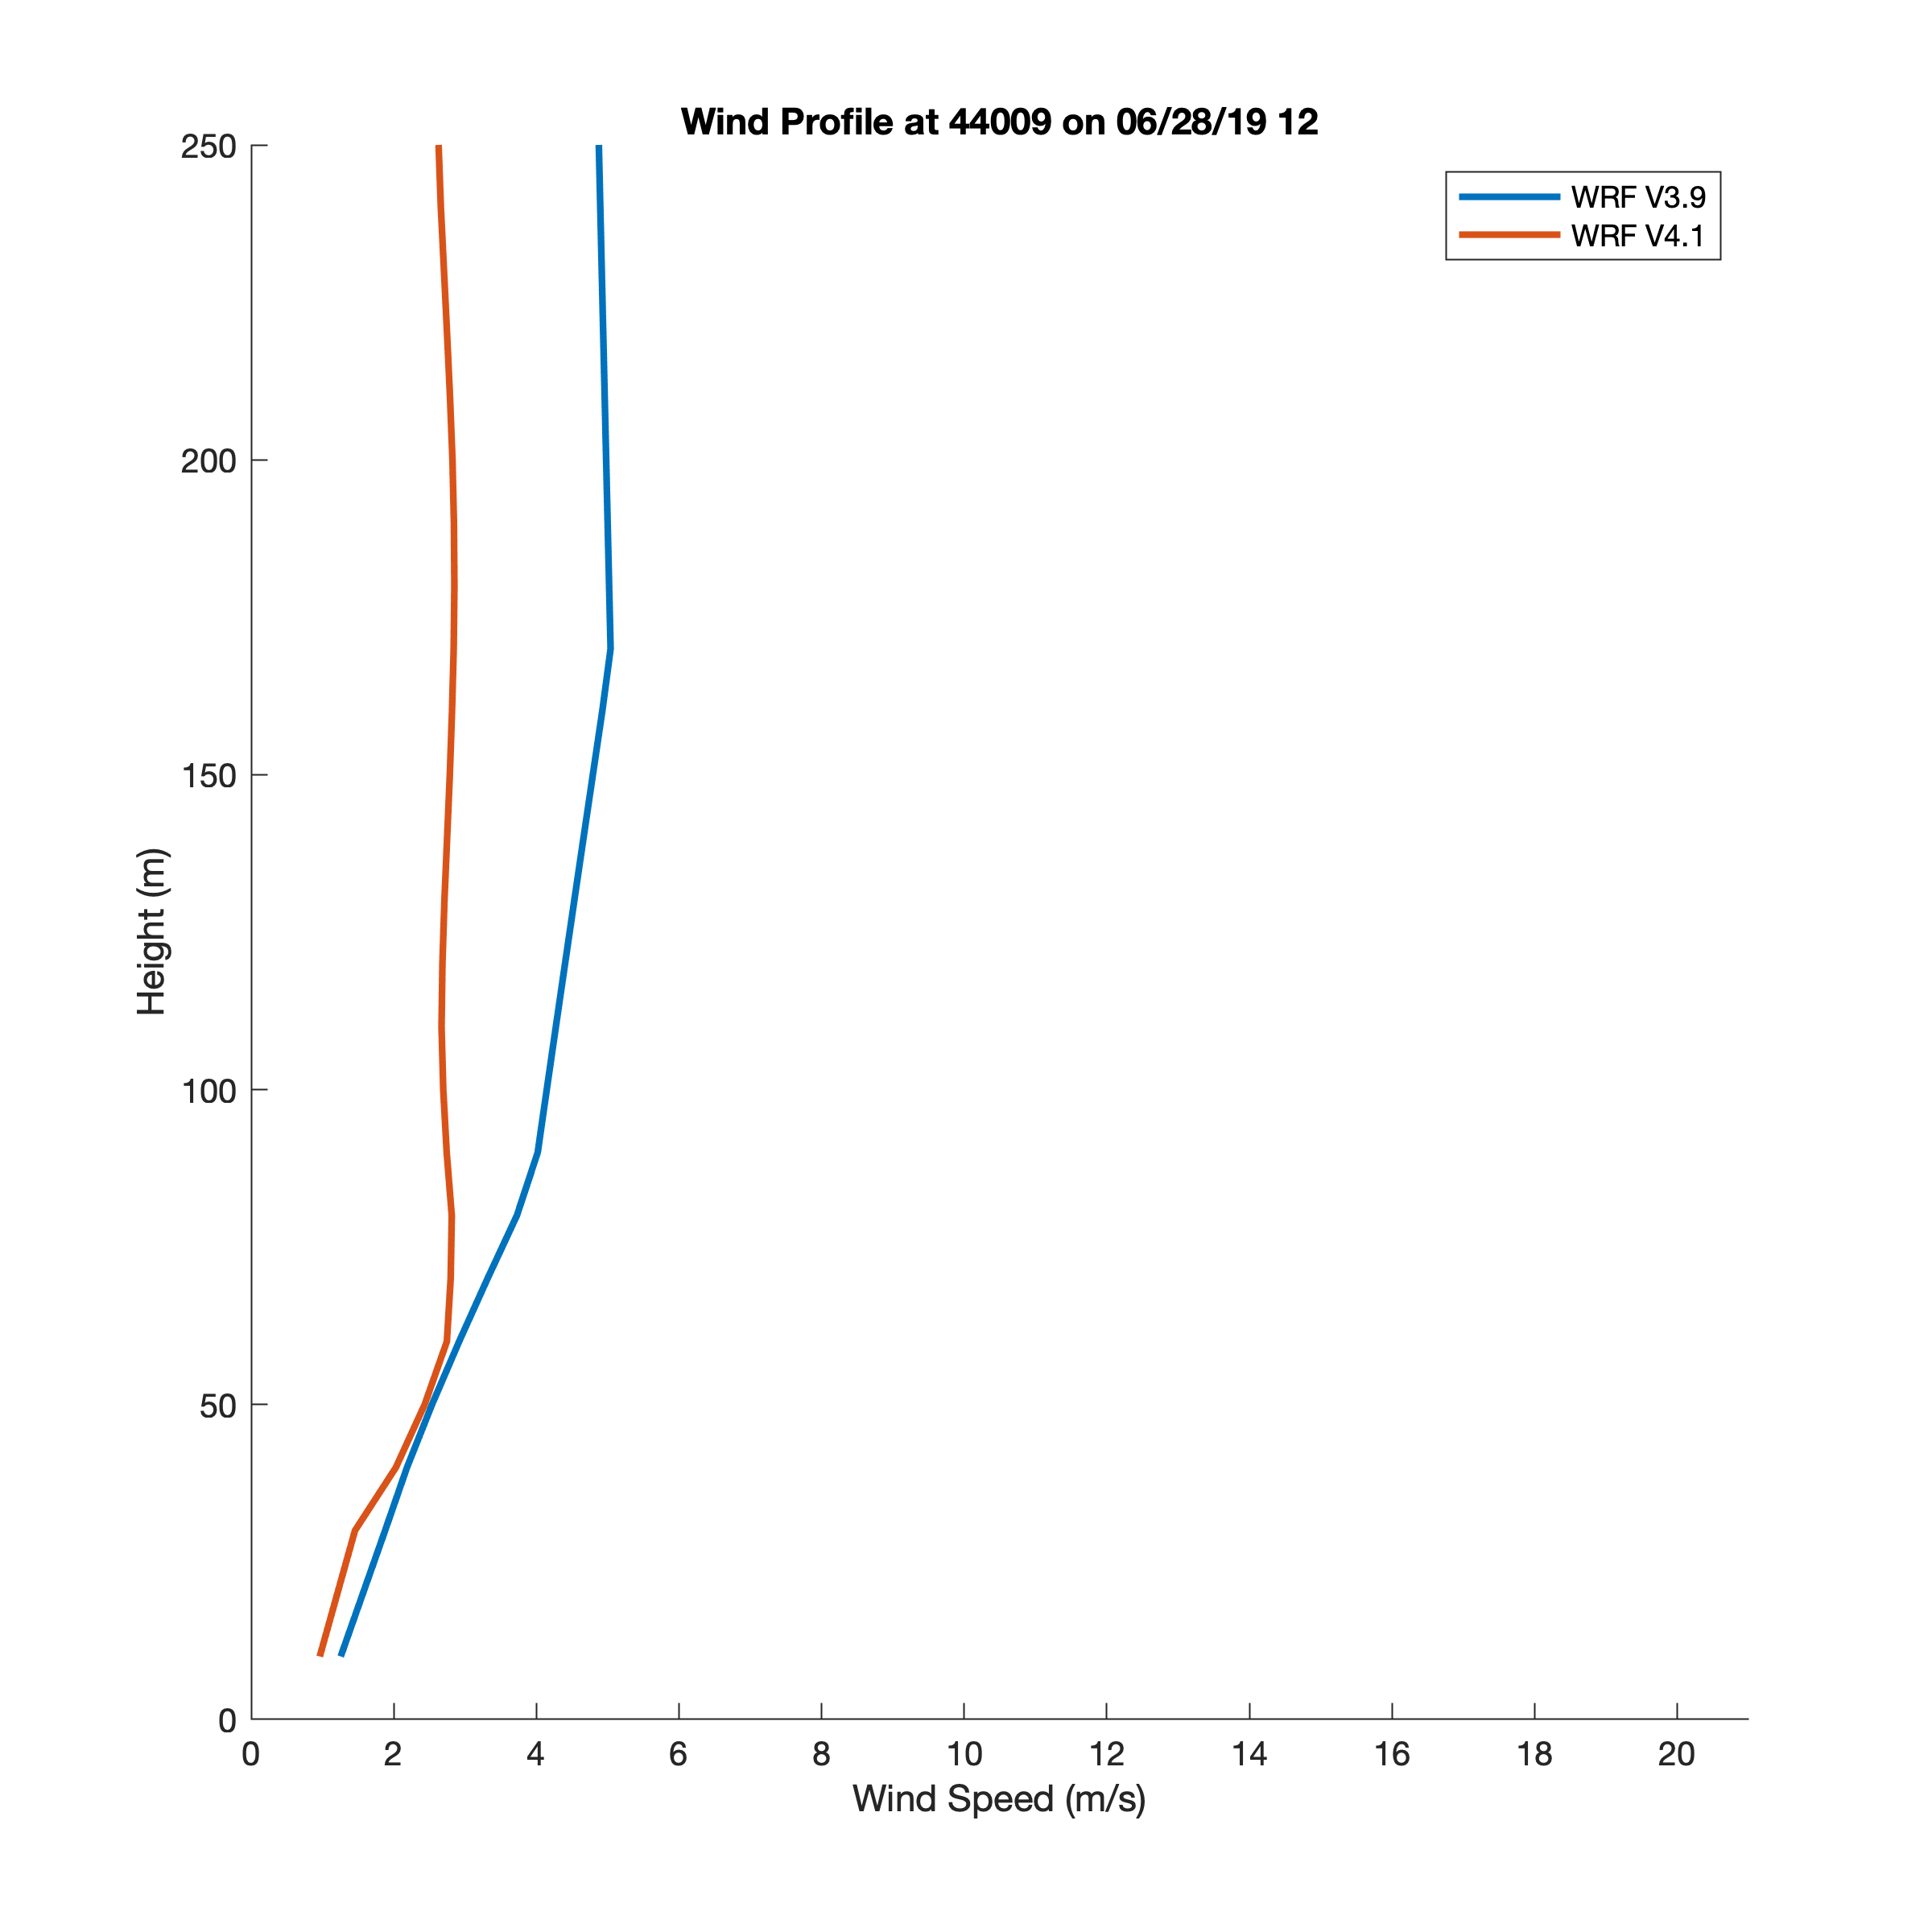 Wind Profile at 44009 on 06/28/19 12
WRF V3.9
WRF V4.1
250
200
150
100
50
0
Height (m)
0 2 4 6 8 10 12 14 16 18 20
Wind Speed (m/s)